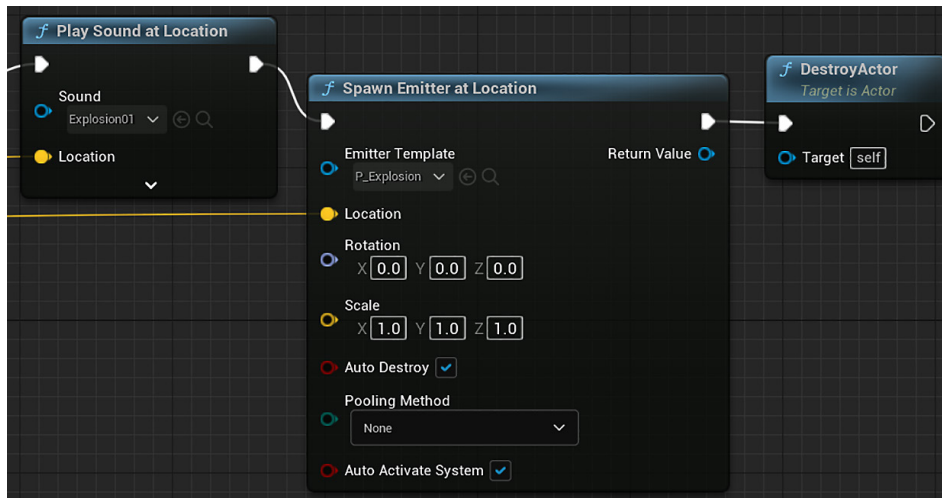 f Play Sound at Location
Sound
Explosion01
Location
f Spawn Emitter at Location
Emitter Template
P_Explosion
Return Value
Location
Rotation
X 0.0 Y 0.0 Z 0.0
Scale
X 1.0 Y 1.0 Z 1.0
Auto Destroy
Pooling Method
None
Auto Activate System
f DestroyActor
Target is Actor
Target self